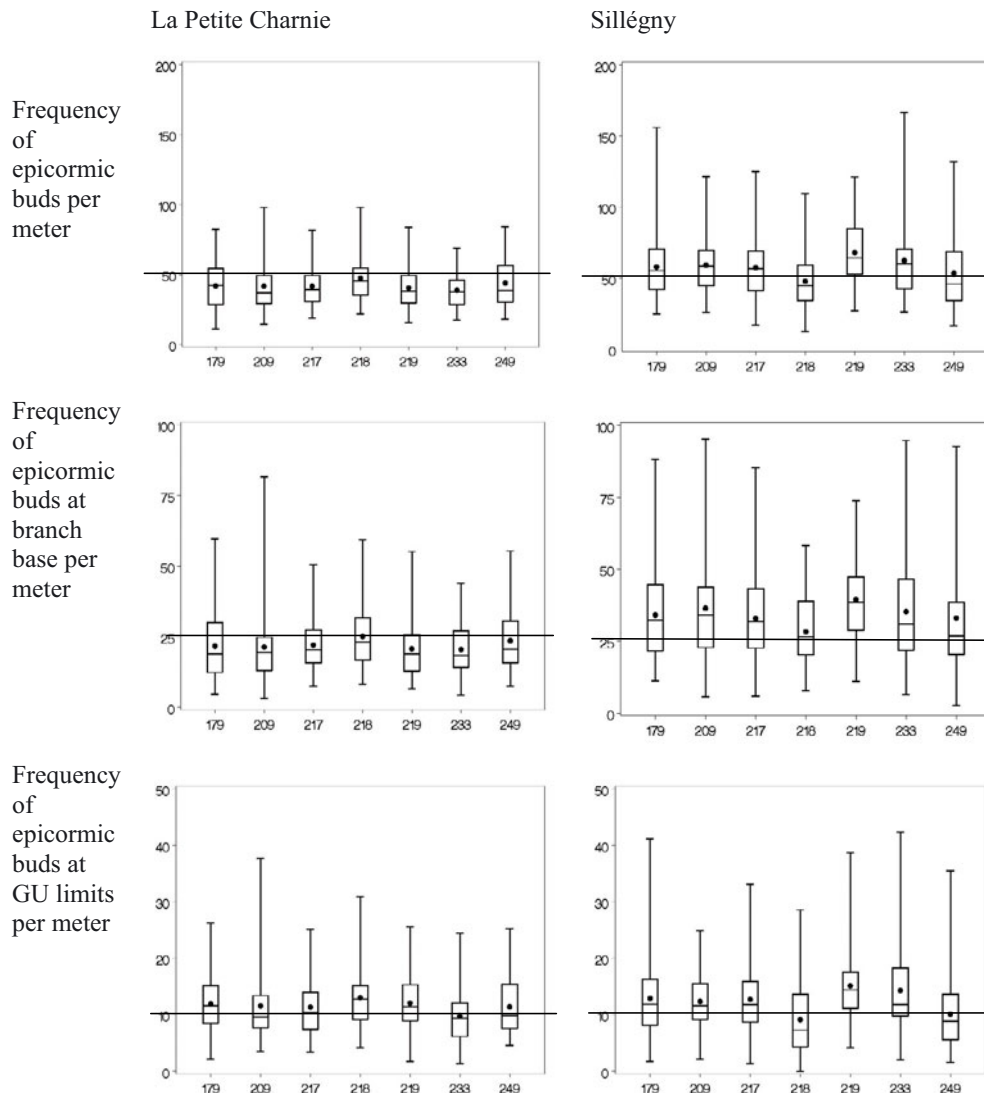 La Petite Charnie
Sillégny
Frequency
of
epicormic
buds per
meter
200
150
100
50
0
179 209 217 218 219 233 249
200
150
100
50
0
179 209 217 218 219 233 249
Frequency
of
epicormic
buds at
branch
base per
meter
100
75
50
25
0
179 209 217 218 219 233 249
100
75
50
25
0
179 209 217 218 219 233 249
Frequency
of
epicormic
buds at
GU limits
per meter
50
40
30
20
10
0
179 209 217 218 219 233 249
50
40
30
20
10
0
179 209 217 218 219 233 249